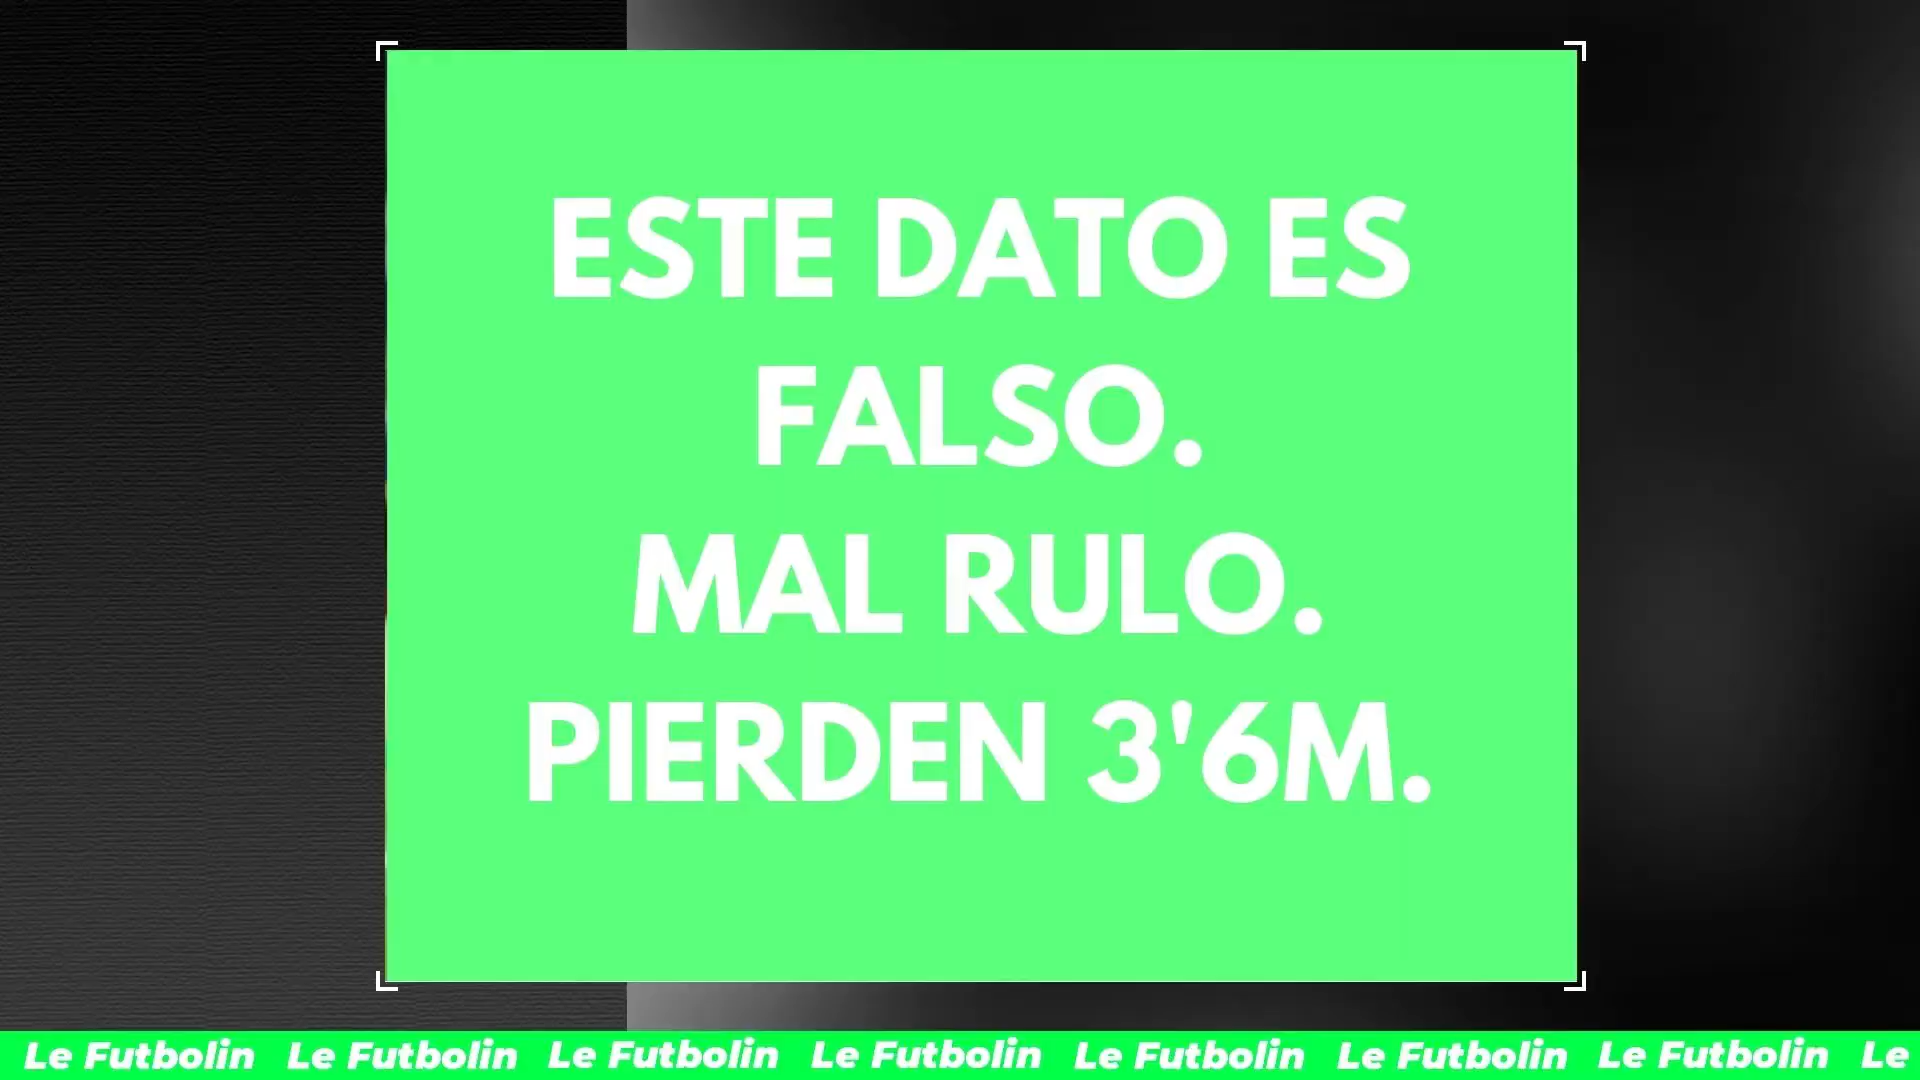 ESTE DATO ES
FALSO.
MAL RULO.
PIERDEN 3'6M.
Le Futbolin Le Futbolin Le Futbolin Le Futbolin Le Futbolin Le Futbolin Le Futbolin Le